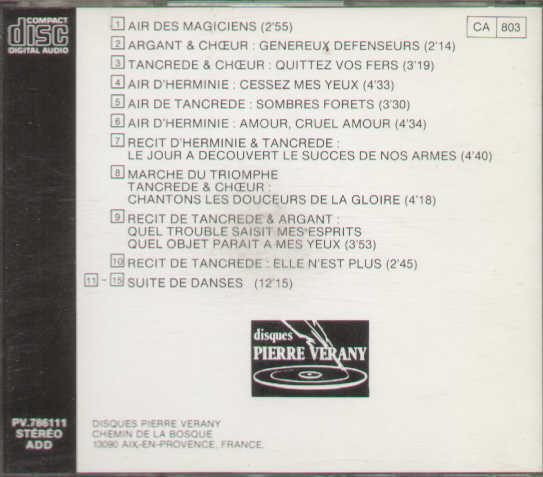 COMPACT
disc
DIGITAL AUDIO
CA 803
1 AIR DES MAGICIENS (2'55)
2 ARGANT & CHŒUR : GENEREUX DEFENSEURS (2'14)
3 TANCREDE & CHŒUR : QUITTEZ VOS FERS (3'19)
4 AIR D'HERMINIE : CESSEZ MES YEUX (4'33)
5 AIR DE TANCREDE : SOMBRES FORETS (3'30)
6 AIR D'HERMINIE : AMOUR, CRUEL AMOUR (4'34)
7 RECIT D'HERMINIE & TANCREDE :
LE JOUR A DECOUVERT LE SUCCES DE NOS ARMES (4'40)
8 MARCHE DU TRIOMPHE
TANCREDE & CHŒUR :
CHANTONS LES DOUCEURS DE LA GLOIRE (4'18)
9 RECIT DE TANCREDE & ARGANT :
QUEL TROUBLE SAISIT MES ESPRITS
QUEL OBJET PARAIT A MES YEUX (3'53)
10 RECIT DE TANCREDE : ELLE N'EST PLUS (2'45)
11 - 15 SUITE DE DANSES (12'15)
disques
PIERRE VERANY
PV.786111
STÉRÉO
ADD
DISQUES PIERRE VERANY
CHEMIN DE LA BOSQUE
13090 AIX-EN-PROVENCE, FRANCE.